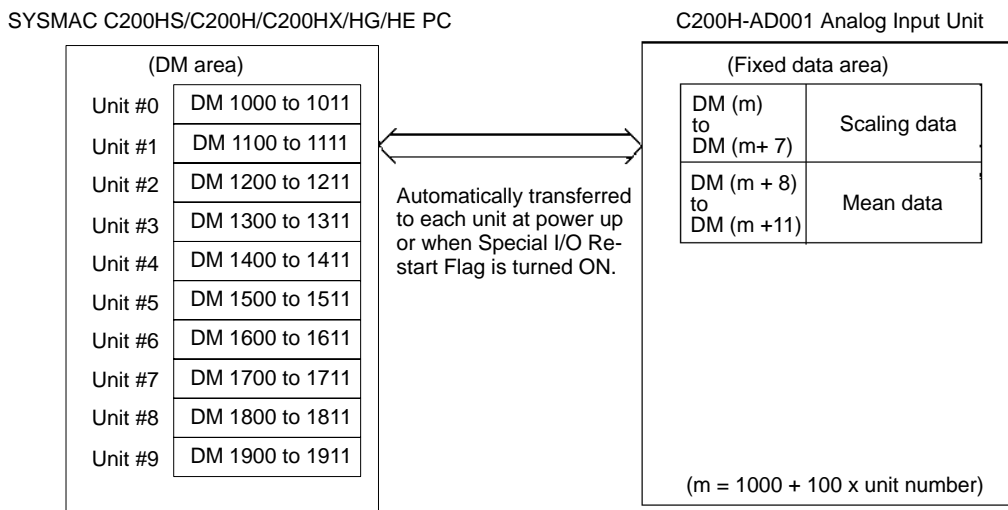 SYSMAC C200HS/C200H/C200HX/HG/HE PC
(DM area)
Unit #0 DM 1000 to 1011
Unit #1 DM 1100 to 1111
Unit #2 DM 1200 to 1211
Unit #3 DM 1300 to 1311
Unit #4 DM 1400 to 1411
Unit #5 DM 1500 to 1511
Unit #6 DM 1600 to 1611
Unit #7 DM 1700 to 1711
Unit #8 DM 1800 to 1811
Unit #9 DM 1900 to 1911
Automatically transferred
to each unit at power up
or when Special I/O Re-
start Flag is turned ON.
C200H-AD001 Analog Input Unit
(Fixed data area)
DM (m)
to
DM (m+ 7)
Scaling data
DM (m + 8)
to
DM (m +11)
Mean data
(m = 1000 + 100 x unit number)